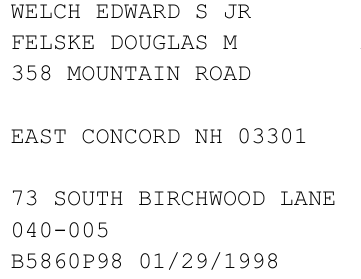 WELCH EDWARD S JR
FELSKE DOUGLAS M
358 MOUNTAIN ROAD
EAST CONCORD NH 03301
73 SOUTH BIRCHWOOD LANE
040-005
B5860P98 01/29/1998